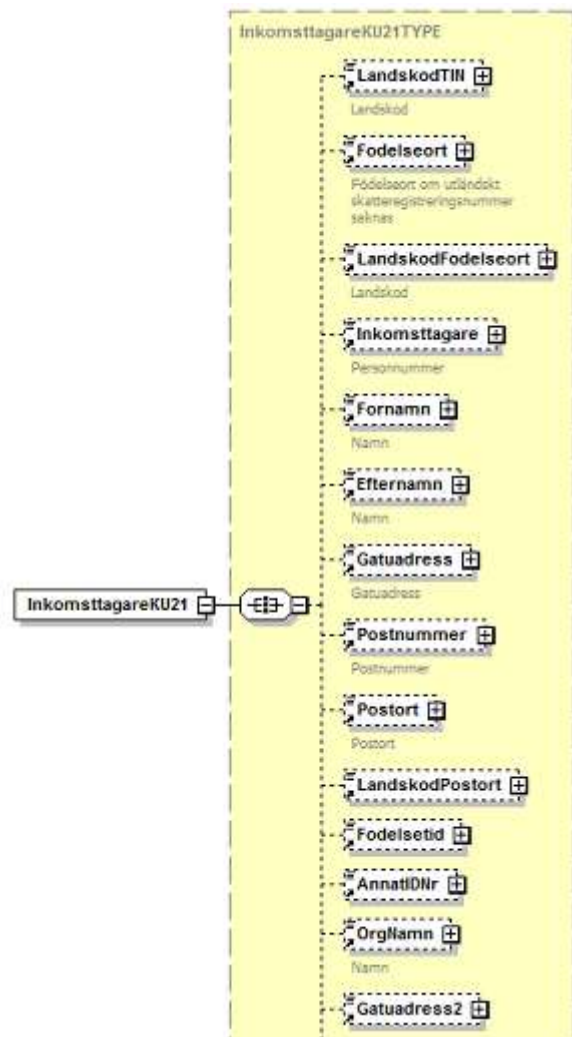 InkomsttagareKU21TYPE
LandskodTIN
Landskod
Fodelseort
Födelseort om utländskt
skatteregistreringsnummer
saknas
LandskodFodelseort
Landskod
Inkomsttagare
Personnummer
Fornamn
Namn
Efternamn
Namn
Gatuadress
Gatuadress
InkomsttagareKU21
Postnummer
Postnummer
Postort
Postort
LandskodPostort
Fodelsetid
AnnatIDNr
OrgNamn
Namn
Gatuadress2